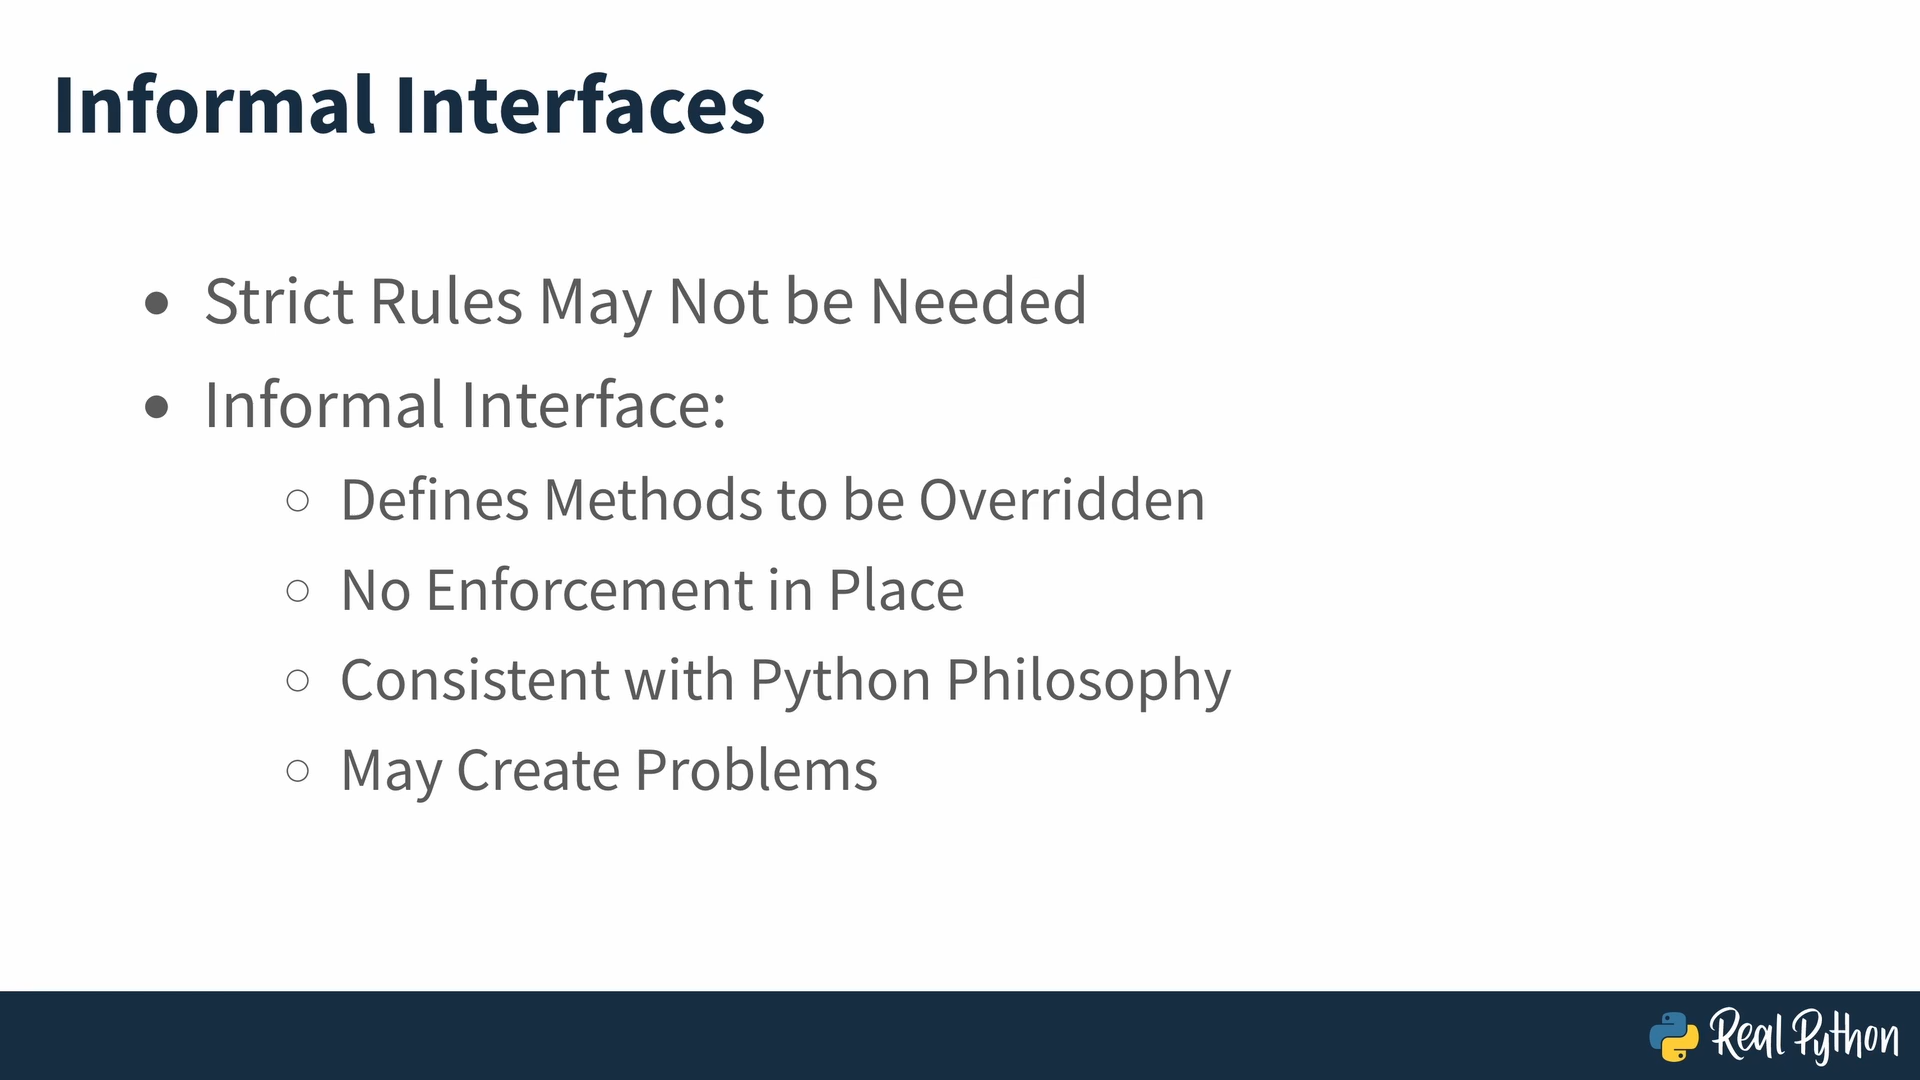 Informal Interfaces
• Strict Rules May Not be Needed
• Informal Interface:
○ Defines Methods to be Overridden
○ No Enforcement in Place
○ Consistent with Python Philosophy
○ May Create Problems
Real Python